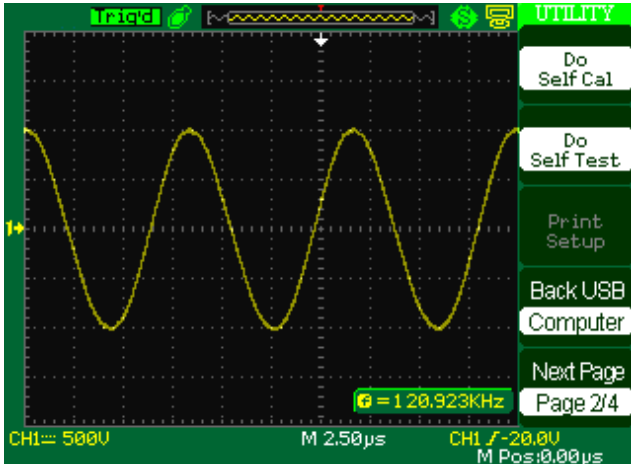 Trig'd M S UTILITY
Do
Self Cal
Do
Self Test
Print
Setup
1
Back USB
Computer
Next Page
f = 120.923KHz
Page 2/4
CH1 500V M 2.50µs CH1 -20.0V
M Pos:0.00µs